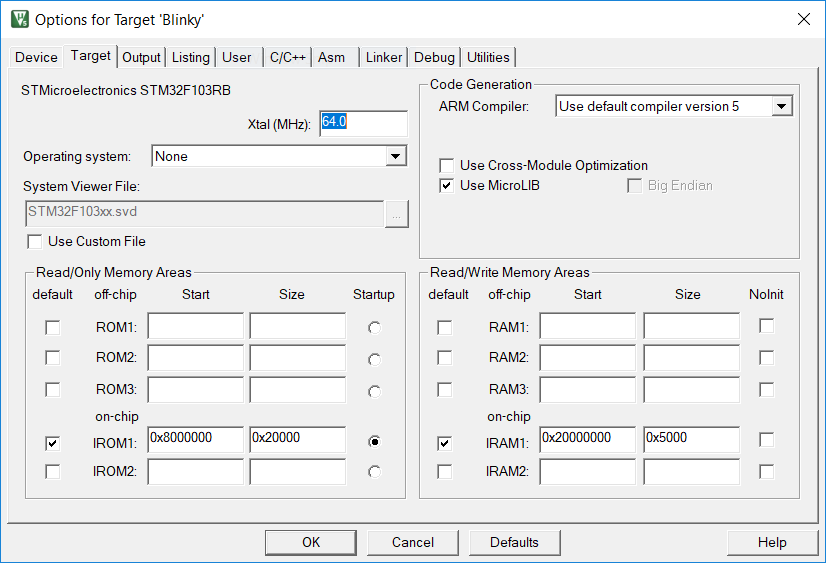 Options for Target 'Blinky'
Device Target Output Listing User C/C++ Asm Linker Debug Utilities
STMicroelectronics STM32F103RB
Xtal (MHz): 64.0
Operating system: None
System Viewer File:
STM32F103xx.svd ...
Use Custom File
Code Generation
ARM Compiler: Use default compiler version 5
Use Cross-Module Optimization
Use MicroLIB Big Endian
Read/Only Memory Areas
default off-chip Start Size Startup
ROM1:
ROM2:
ROM3:
on-chip
IROM1: 0x8000000 0x20000
IROM2:
Read/Write Memory Areas
default off-chip Start Size NoInit
RAM1:
RAM2:
RAM3:
on-chip
IRAM1: 0x20000000 0x5000
IRAM2:
OK Cancel Defaults Help